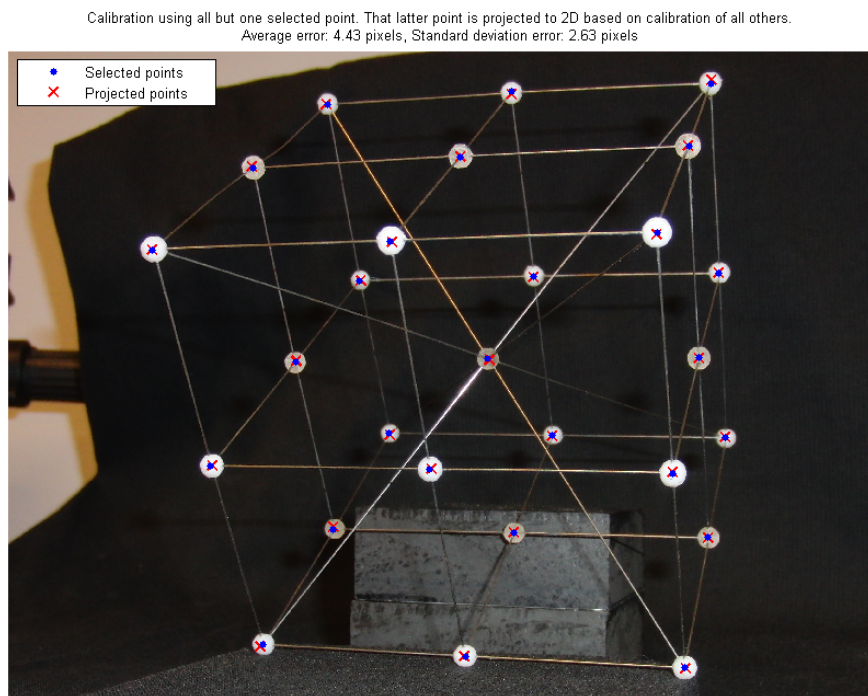 Calibration using all but one selected point. That latter point is projected to 2D based on calibration of all others.
Average error: 4.43 pixels, Standard deviation error: 2.63 pixels
Selected points
Projected points